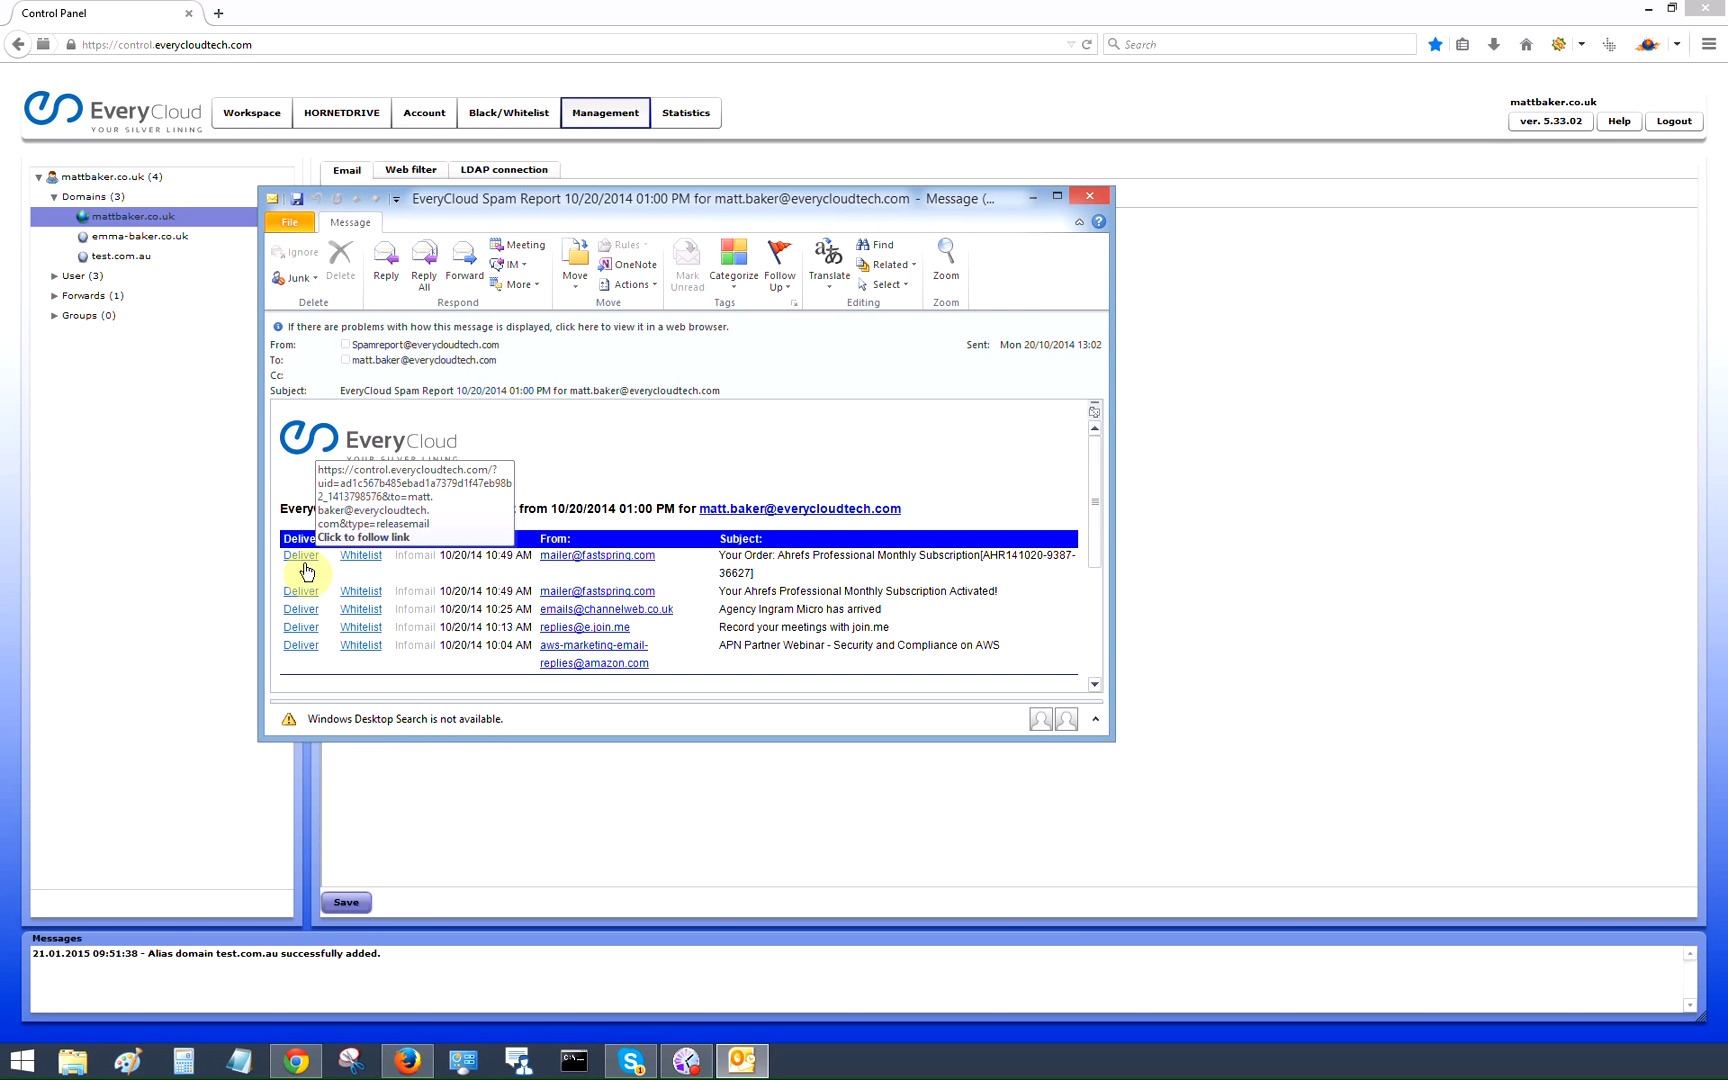 Control Panel
https://control.everycloudtech.com
Search
EveryCloud
YOUR SILVER LINING
Workspace HORNETDRIVE Account Black/Whitelist Management Statistics
mattbaker.co.uk
ver. 5.33.02 Help Logout
mattbaker.co.uk (4)
Domains (3)
mattbaker.co.uk
emma-baker.co.uk
test.com.au
User (3)
Forwards (1)
Groups (0)
Email Web filter LDAP connection
EveryCloud Spam Report 10/20/2014 01:00 PM for matt.baker@everycloudtech.com - Message (...
File Message
Ignore
Junk
Delete
Delete
Reply
Reply All
Forward
Meeting
IM
More
Respond
Move
Rules
OneNote
Actions
Move
Mark Unread
Categorize
Follow Up
Tags
Translate
Find
Related
Select
Editing
Zoom
Zoom
If there are problems with how this message is displayed, click here to view it in a web browser.
From: Spamreport@everycloudtech.com Sent: Mon 20/10/2014 13:02
To: matt.baker@everycloudtech.com
Cc:
Subject: EveryCloud Spam Report 10/20/2014 01:00 PM for matt.baker@everycloudtech.com
EveryCloud
https://control.everycloudtech.com/?
uid=ad1c567b485ebad1a7379d1f47eb98b
2_1413798576&to=matt.
baker@everycloudtech.
com&type=releasemail
Click to follow link
Every from 10/20/2014 01:00 PM for matt.baker@everycloudtech.com
Delive From: Subject:
Deliver Whitelist Infomail 10/20/14 10:49 AM mailer@fastspring.com Your Order: Ahrefs Professional Monthly Subscription[AHR141020-9387-
36627]
Deliver Whitelist Infomail 10/20/14 10:49 AM mailer@fastspring.com Your Ahrefs Professional Monthly Subscription Activated!
Deliver Whitelist Infomail 10/20/14 10:25 AM emails@channelweb.co.uk Agency Ingram Micro has arrived
Deliver Whitelist Infomail 10/20/14 10:13 AM replies@e.join.me Record your meetings with join.me
Deliver Whitelist Infomail 10/20/14 10:04 AM aws-marketing-email- APN Partner Webinar - Security and Compliance on AWS
replies@amazon.com
Windows Desktop Search is not available.
Save
Messages
21.01.2015 09:51:38 - Alias domain test.com.au successfully added.